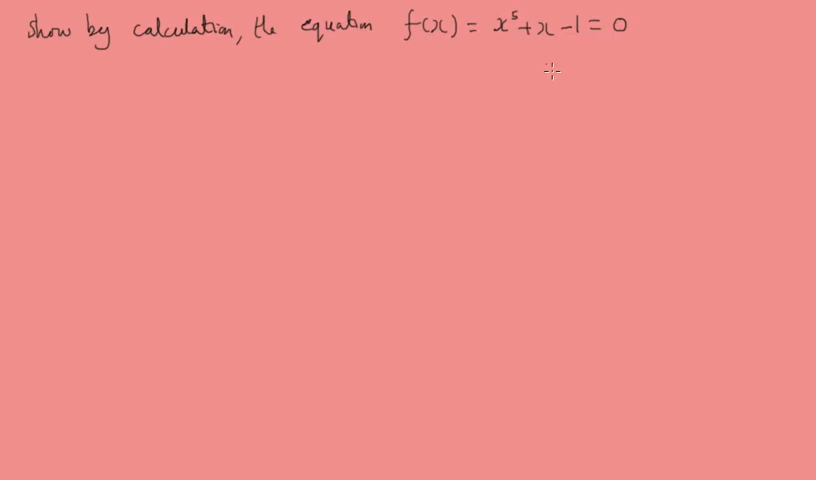 show by calculation, the equation f(x) = x⁵ + x - 1 = 0